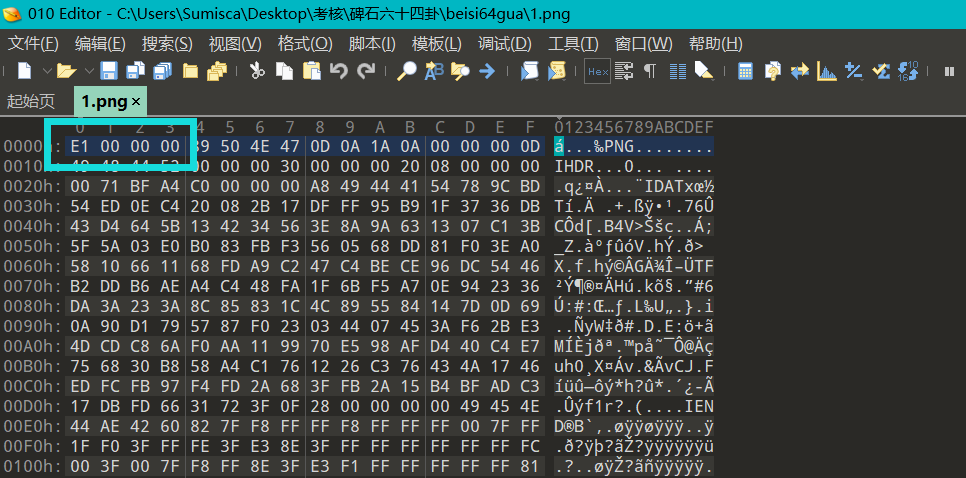 010 Editor - C:\Users\Sumisca\Desktop\考核\碑石六十四卦\beisi64gua\1.png
文件(F) 编辑(E) 搜索(S) 视图(V) 格式(O) 脚本(I) 模板(L) 调试(D) 工具(T) 窗口(W) 帮助(H)
Hex
起始页 1.png ×
0 1 2 3 4 5 6 7 8 9 A B C D E F 0123456789ABCDEF
0000h: E1 00 00 00 89 50 4E 47 0D 0A 1A 0A 00 00 00 0D á...‰PNG........
0010h: 49 48 44 52 00 00 00 30 00 00 00 20 08 00 00 00 IHDR...0... ....
0020h: 00 71 BF A4 C0 00 00 00 A8 49 44 41 54 78 9C BD .q¿¤À...¨IDATxœ½
0030h: 54 ED 0E C4 20 08 2B 17 DF FF 95 B9 1F 37 36 DB Tí.Ä .+.ßÿ•¹.76Û
0040h: 43 D4 64 5B 13 42 34 56 3E 8A 9A 63 13 07 C1 3B CÔd[.B4V>Ššc..Á;
0050h: 5F 5A 03 E0 B0 83 FB F3 56 05 68 DD 81 F0 3E A0 _Z.à°ƒûóV.hÝ.ð>
0060h: 58 10 66 11 68 FD A9 C2 47 C4 BE CE 96 DC 54 46 X.f.hý©ÂGÄ¾Î–ÜTF
0070h: B2 DD B6 AE A4 C4 48 FA 1F 6B F5 A7 0E 94 23 36 ²Ý¶®¤ÄHú.kõ§.”#6
0080h: DA 3A 23 3A 8C 85 83 1C 4C 89 55 84 14 7D 0D 69 Ú:#:Œ…ƒ.L‰U„.}.i
0090h: 0A 90 D1 79 57 87 F0 23 03 44 07 45 3A F6 2B E3 ..ÑyW‡ð#.D.E:ö+ã
00A0h: 4D CD C8 6A F0 AA 11 99 70 E5 98 AF D4 40 C4 E7 MÍÈjðª.™på˜¯Ô@Äç
00B0h: 75 68 30 B8 58 A4 C1 76 12 26 C3 76 43 4A 17 46 uh0¸X¤Áv.&ÃvCJ.F
00C0h: ED FC FB 97 F4 FD 2A 68 3F FB 2A 15 B4 BF AD C3 íüû—ôý*h?û*.´¿-Ã
00D0h: 17 DB FD 66 31 72 3F 0F 28 00 00 00 00 49 45 4E .Ûýf1r?.(....IEN
00E0h: 44 AE 42 60 82 7F F8 FF FF F8 FF FF FF 00 7F FF D®B`‚.øÿÿøÿÿÿ..ÿ
00F0h: 1F F0 3F FF FE 3F E3 8E 3F FF FF FF FF FF FF FC .ð?ÿþ?ãŽ?ÿÿÿÿÿÿü
0100h: 00 3F 00 7F F8 FF 8E 3F E3 F1 FF FF FF FF FF 81 .?..øÿŽ?ãñÿÿÿÿÿ.